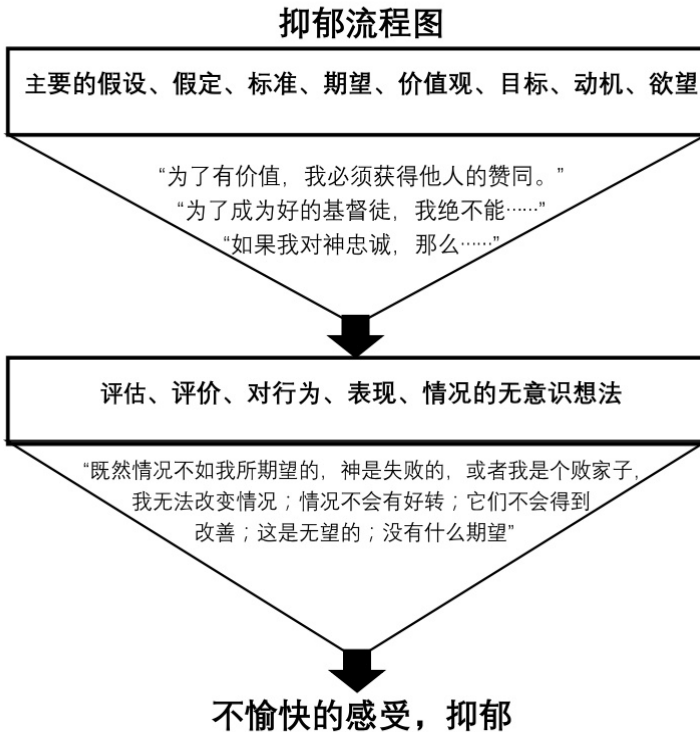 抑郁流程图
主要的假设、假定、标准、期望、价值观、目标、动机、欲望
“为了有价值，我必须获得他人的赞同。”
“为了成为好的基督徒，我绝不能……”
“如果我对神忠诚，那么……”
评估、评价、对行为、表现、情况的无意识想法
“既然情况不如我所期望的，神是失败的，或者我是个败家子，
我无法改变情况；情况不会有好转；它们不会得到
改善；这是无望的；没有什么期望”
不愉快的感受，抑郁